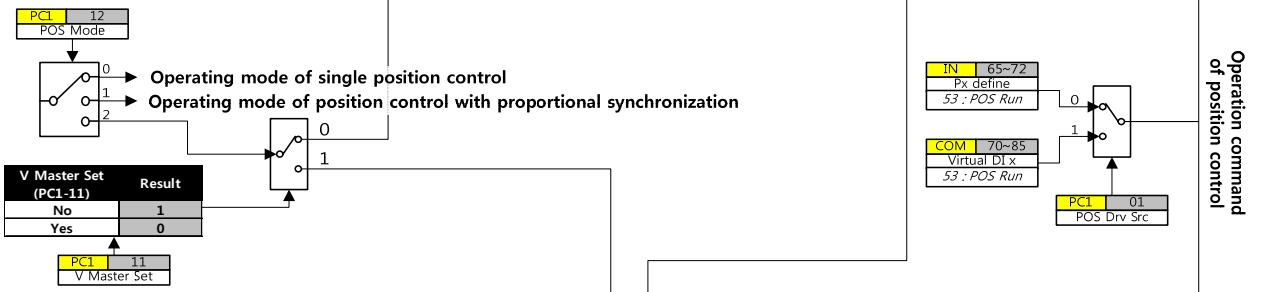 PC1 12
POS Mode
0
Operating mode of single position control
1
Operating mode of position control with proportional synchronization
2
0
1
V Master Set
(PC1-11)
Result
No 1
Yes 0
PC1 11
V Master Set
IN 65~72
Px define
53 : POS Run
0
COM 70~85
Virtual DI x
53 : POS Run
1
PC1 01
POS Drv Src
Operation command
of position control